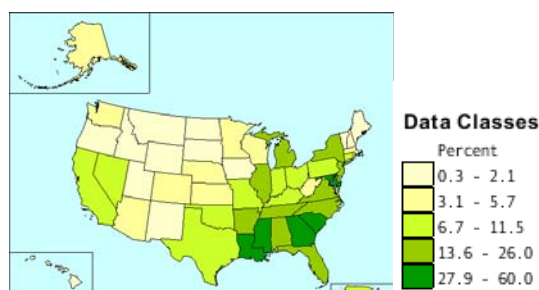 Data Classes
Percent
0.3 - 2.1
3.1 - 5.7
6.7 - 11.5
13.6 - 26.0
27.9 - 60.0